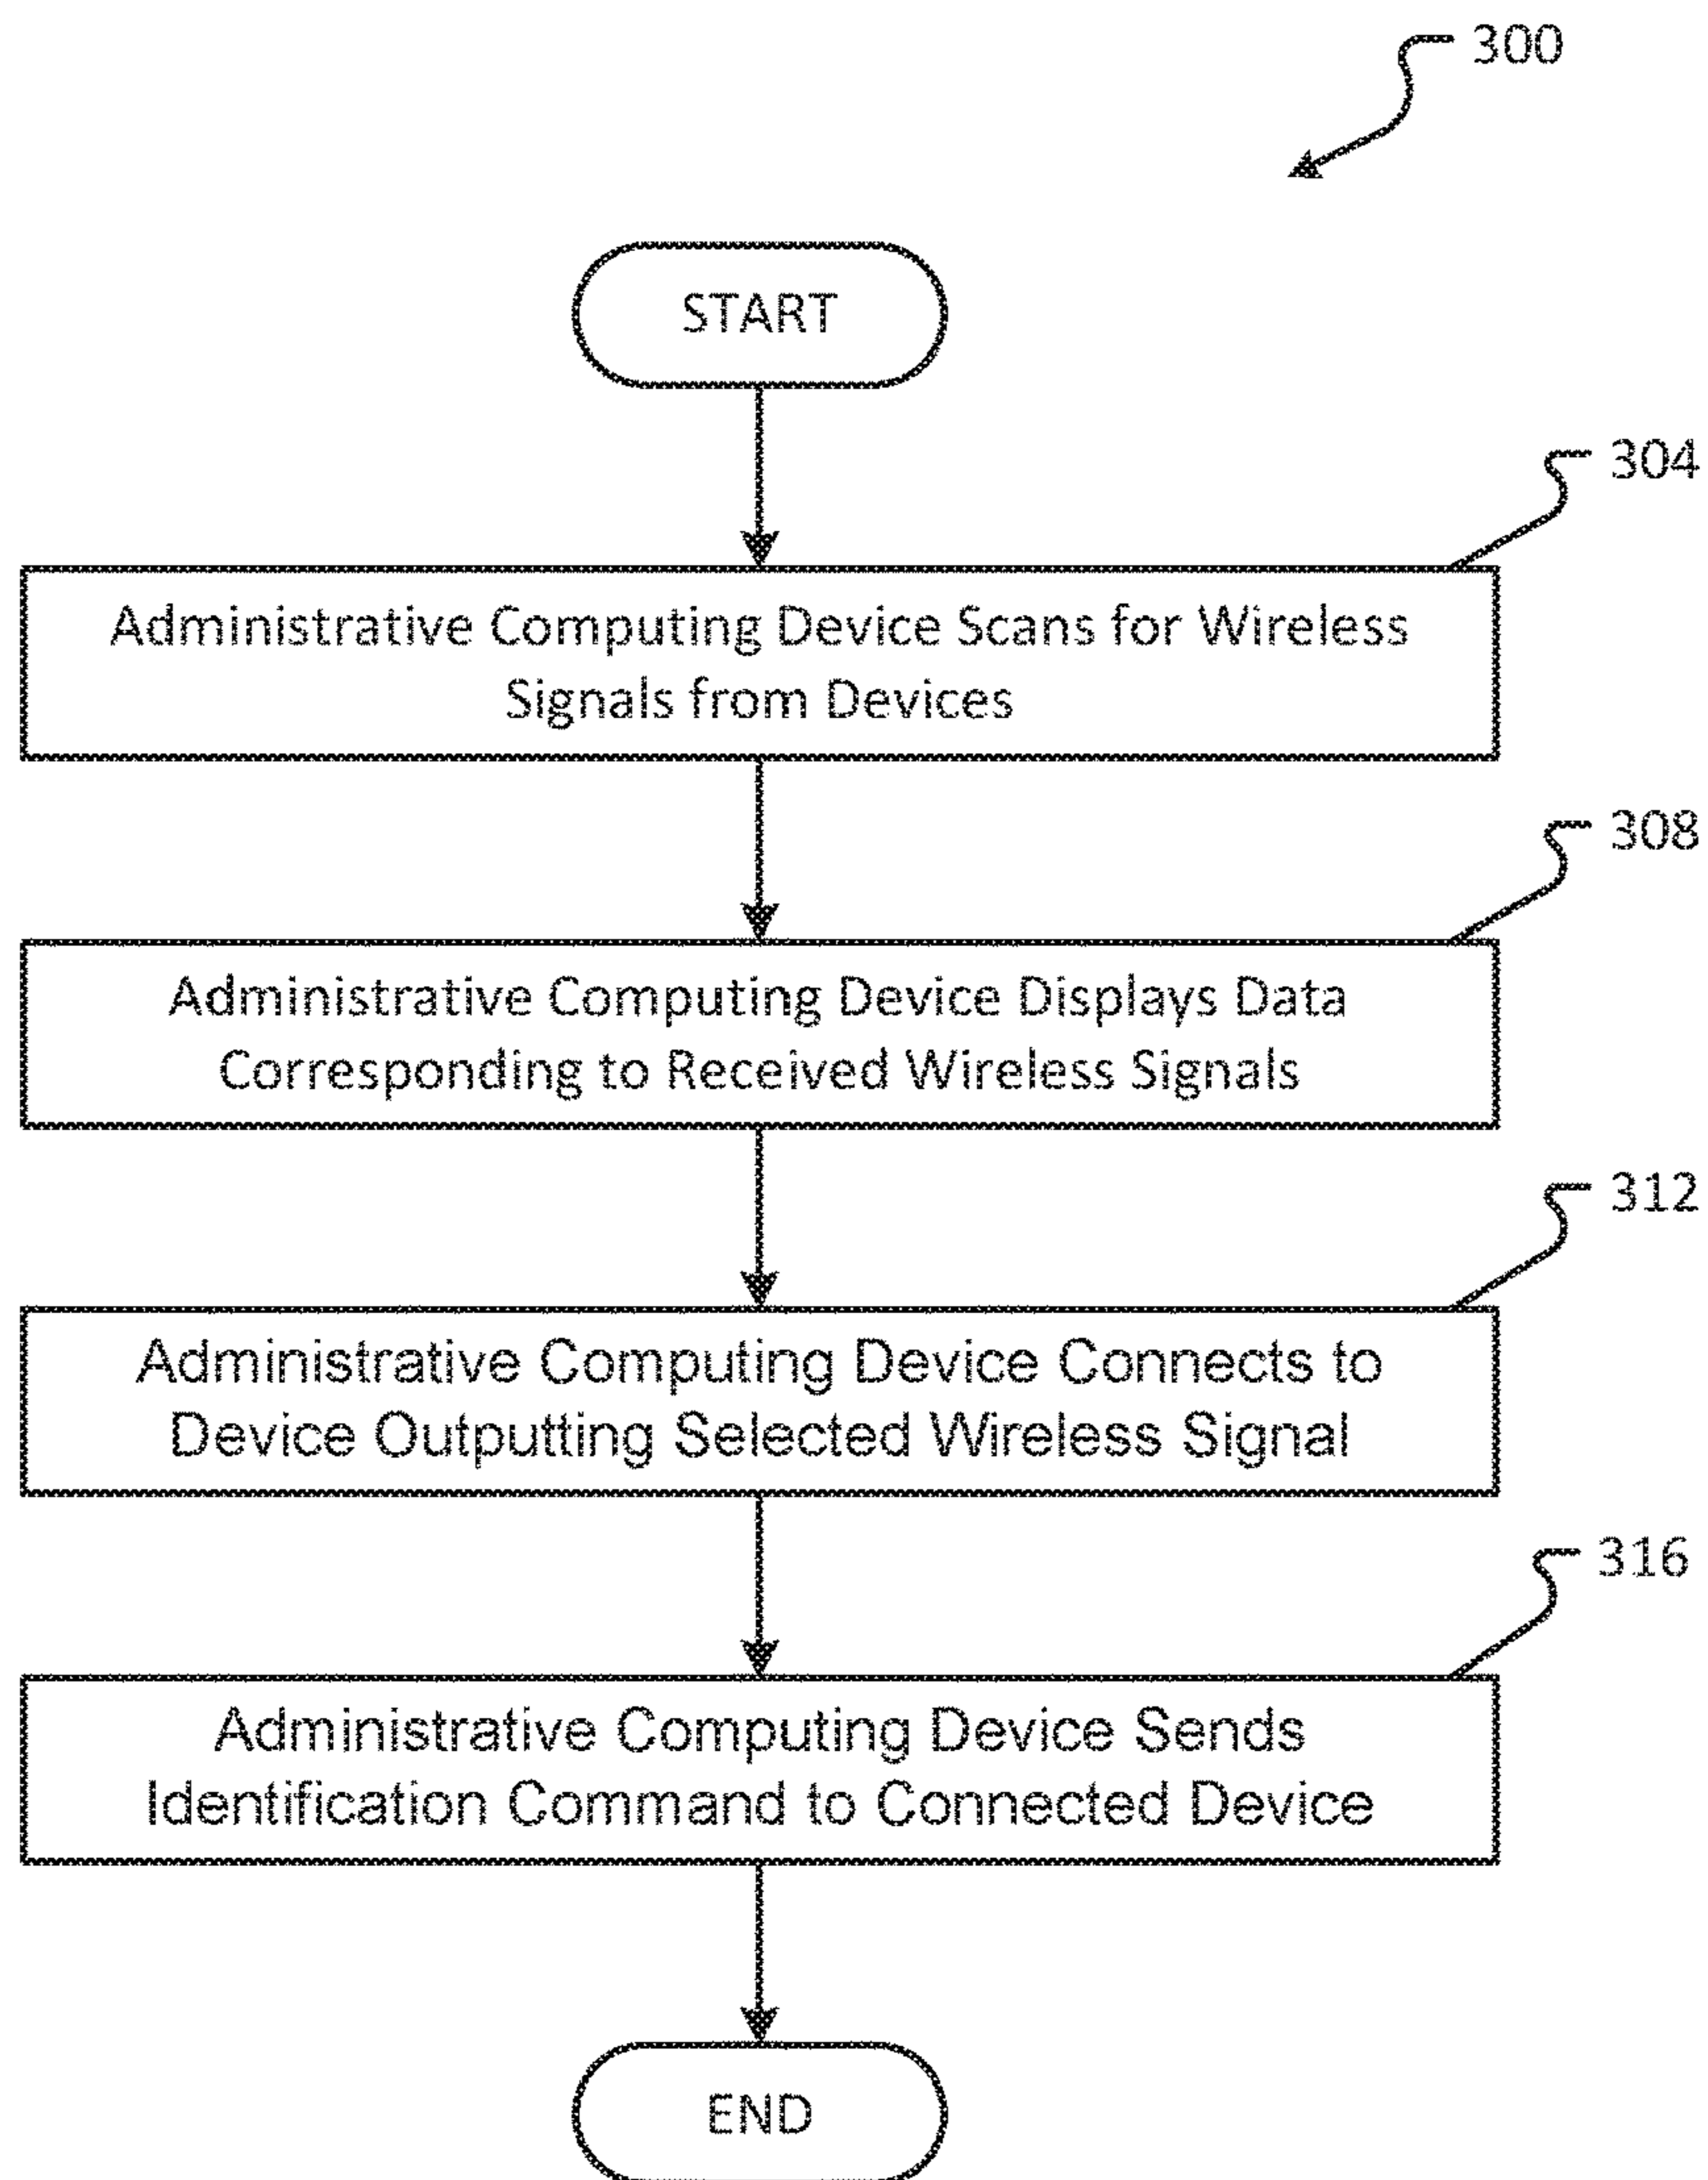 300
START
304
Administrative Computing Device Scans for Wireless
Signals from Devices
308
Administrative Computing Device Displays Data
Corresponding to Received Wireless Signals
312
Administrative Computing Device Connects to
Device Outputting Selected Wireless Signal
316
Administrative Computing Device Sends
Identification Command to Connected Device
END